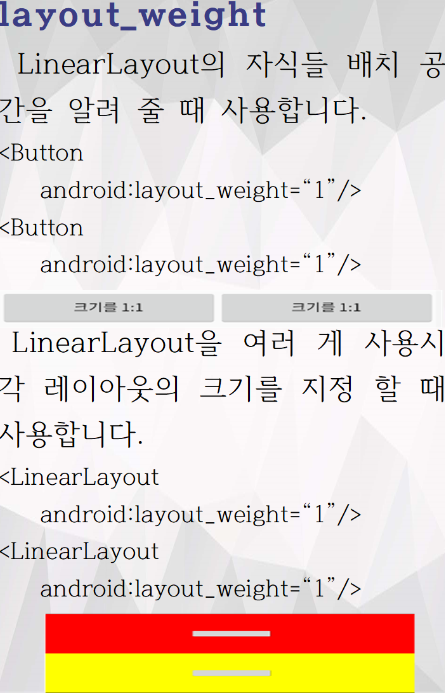 layout_weight
LinearLayout의 자식들 배치 공
간을 알려 줄 때 사용합니다.
<Button
android:layout_weight=“1”/>
<Button
android:layout_weight=“1”/>
크기를 1:1 크기를 1:1
LinearLayout을 여러 게 사용시
각 레이아웃의 크기를 지정 할 때
사용합니다.
<LinearLayout
android:layout_weight=“1”/>
<LinearLayout
android:layout_weight=“1”/>